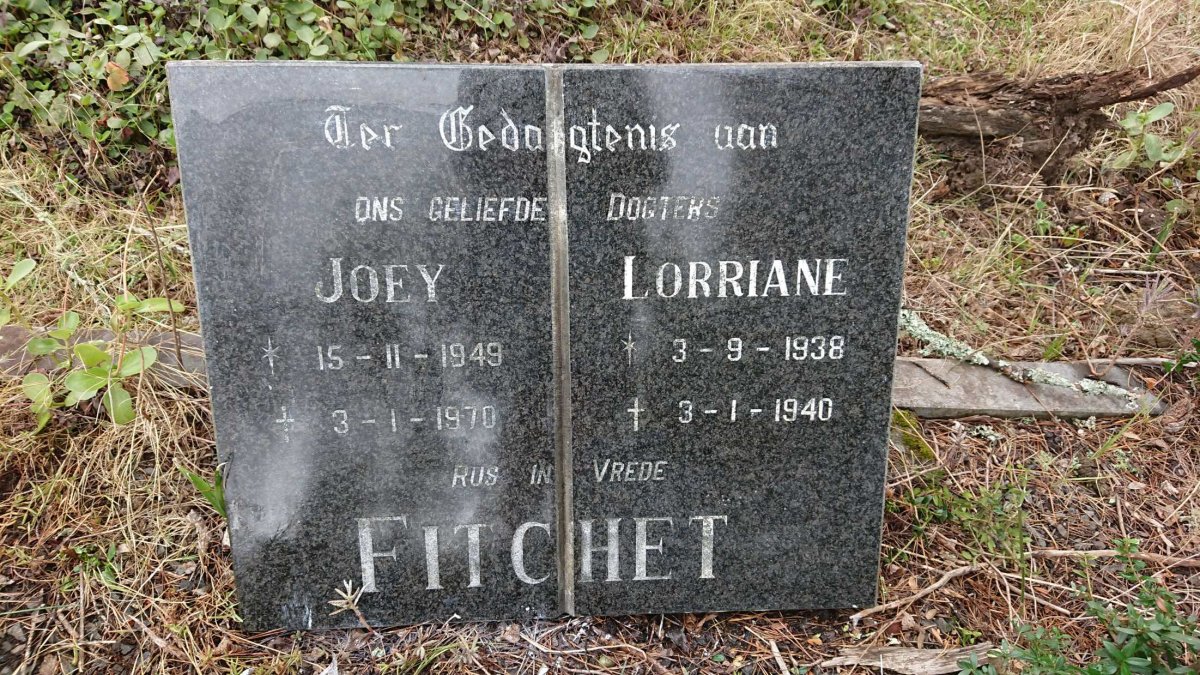 Ter Gedagtenis van
ONS GELIEFDE DOGTERS
JOEY LORRIANE
15-11-1949 3-9-1938
3-1-1970 3-1-1940
RUS IN VREDE
FITCHET